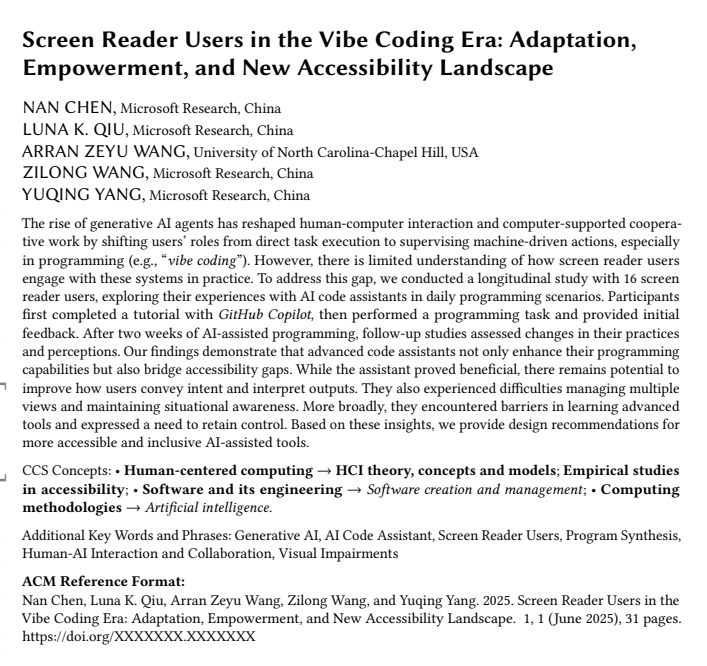 Screen Reader Users in the Vibe Coding Era: Adaptation,
Empowerment, and New Accessibility Landscape
NAN CHEN, Microsoft Research, China
LUNA K. QIU, Microsoft Research, China
ARRAN ZEYU WANG, University of North Carolina-Chapel Hill, USA
ZILONG WANG, Microsoft Research, China
YUQING YANG, Microsoft Research, China
The rise of generative AI agents has reshaped human-computer interaction and computer-supported coopera-
tive work by shifting users' roles from direct task execution to supervising machine-driven actions, especially
in programming (e.g., "vibe coding"). However, there is limited understanding of how screen reader users
engage with these systems in practice. To address this gap, we conducted a longitudinal study with 16 screen
reader users, exploring their experiences with AI code assistants in daily programming scenarios. Participants
first completed a tutorial with GitHub Copilot, then performed a programming task and provided initial
feedback. After two weeks of AI-assisted programming, follow-up studies assessed changes in their practices
and perceptions. Our findings demonstrate that advanced code assistants not only enhance their programming
capabilities but also bridge accessibility gaps. While the assistant proved beneficial, there remains potential to
improve how users convey intent and interpret outputs. They also experienced difficulties managing multiple
views and maintaining situational awareness. More broadly, they encountered barriers in learning advanced
tools and expressed a need to retain control. Based on these insights, we provide design recommendations for
more accessible and inclusive AI-assisted tools.
CCS Concepts: • Human-centered computing → HCI theory, concepts and models; Empirical studies
in accessibility; • Software and its engineering → Software creation and management; • Computing
methodologies → Artificial intelligence.
Additional Key Words and Phrases: Generative AI, AI Code Assistant, Screen Reader Users, Program Synthesis,
Human-AI Interaction and Collaboration, Visual Impairments
ACM Reference Format:
Nan Chen, Luna K. Qiu, Arran Zeyu Wang, Zilong Wang, and Yuqing Yang. 2025. Screen Reader Users in the
Vibe Coding Era: Adaptation, Empowerment, and New Accessibility Landscape. 1, 1 (June 2025), 31 pages.
https://doi.org/XXXXXXX.XXXXXXX